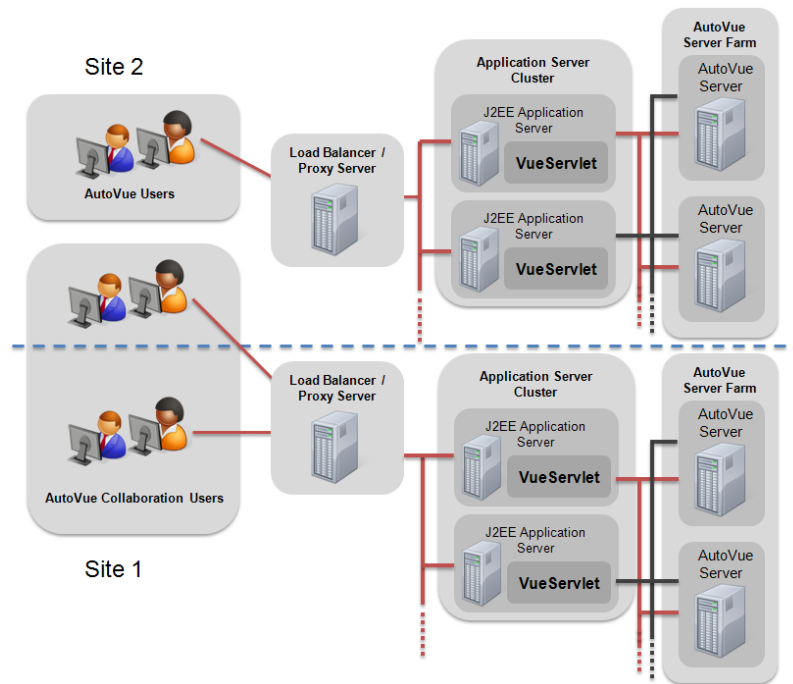 Site 2
AutoVue Users
Load Balancer /
Proxy Server
Application Server
Cluster
J2EE Application
Server
VueServlet
J2EE Application
Server
VueServlet
AutoVue
Server Farm
AutoVue
Server
AutoVue
Server
AutoVue Collaboration Users
Site 1
Load Balancer /
Proxy Server
Application Server
Cluster
J2EE Application
Server
VueServlet
J2EE Application
Server
VueServlet
AutoVue
Server Farm
AutoVue
Server
AutoVue
Server